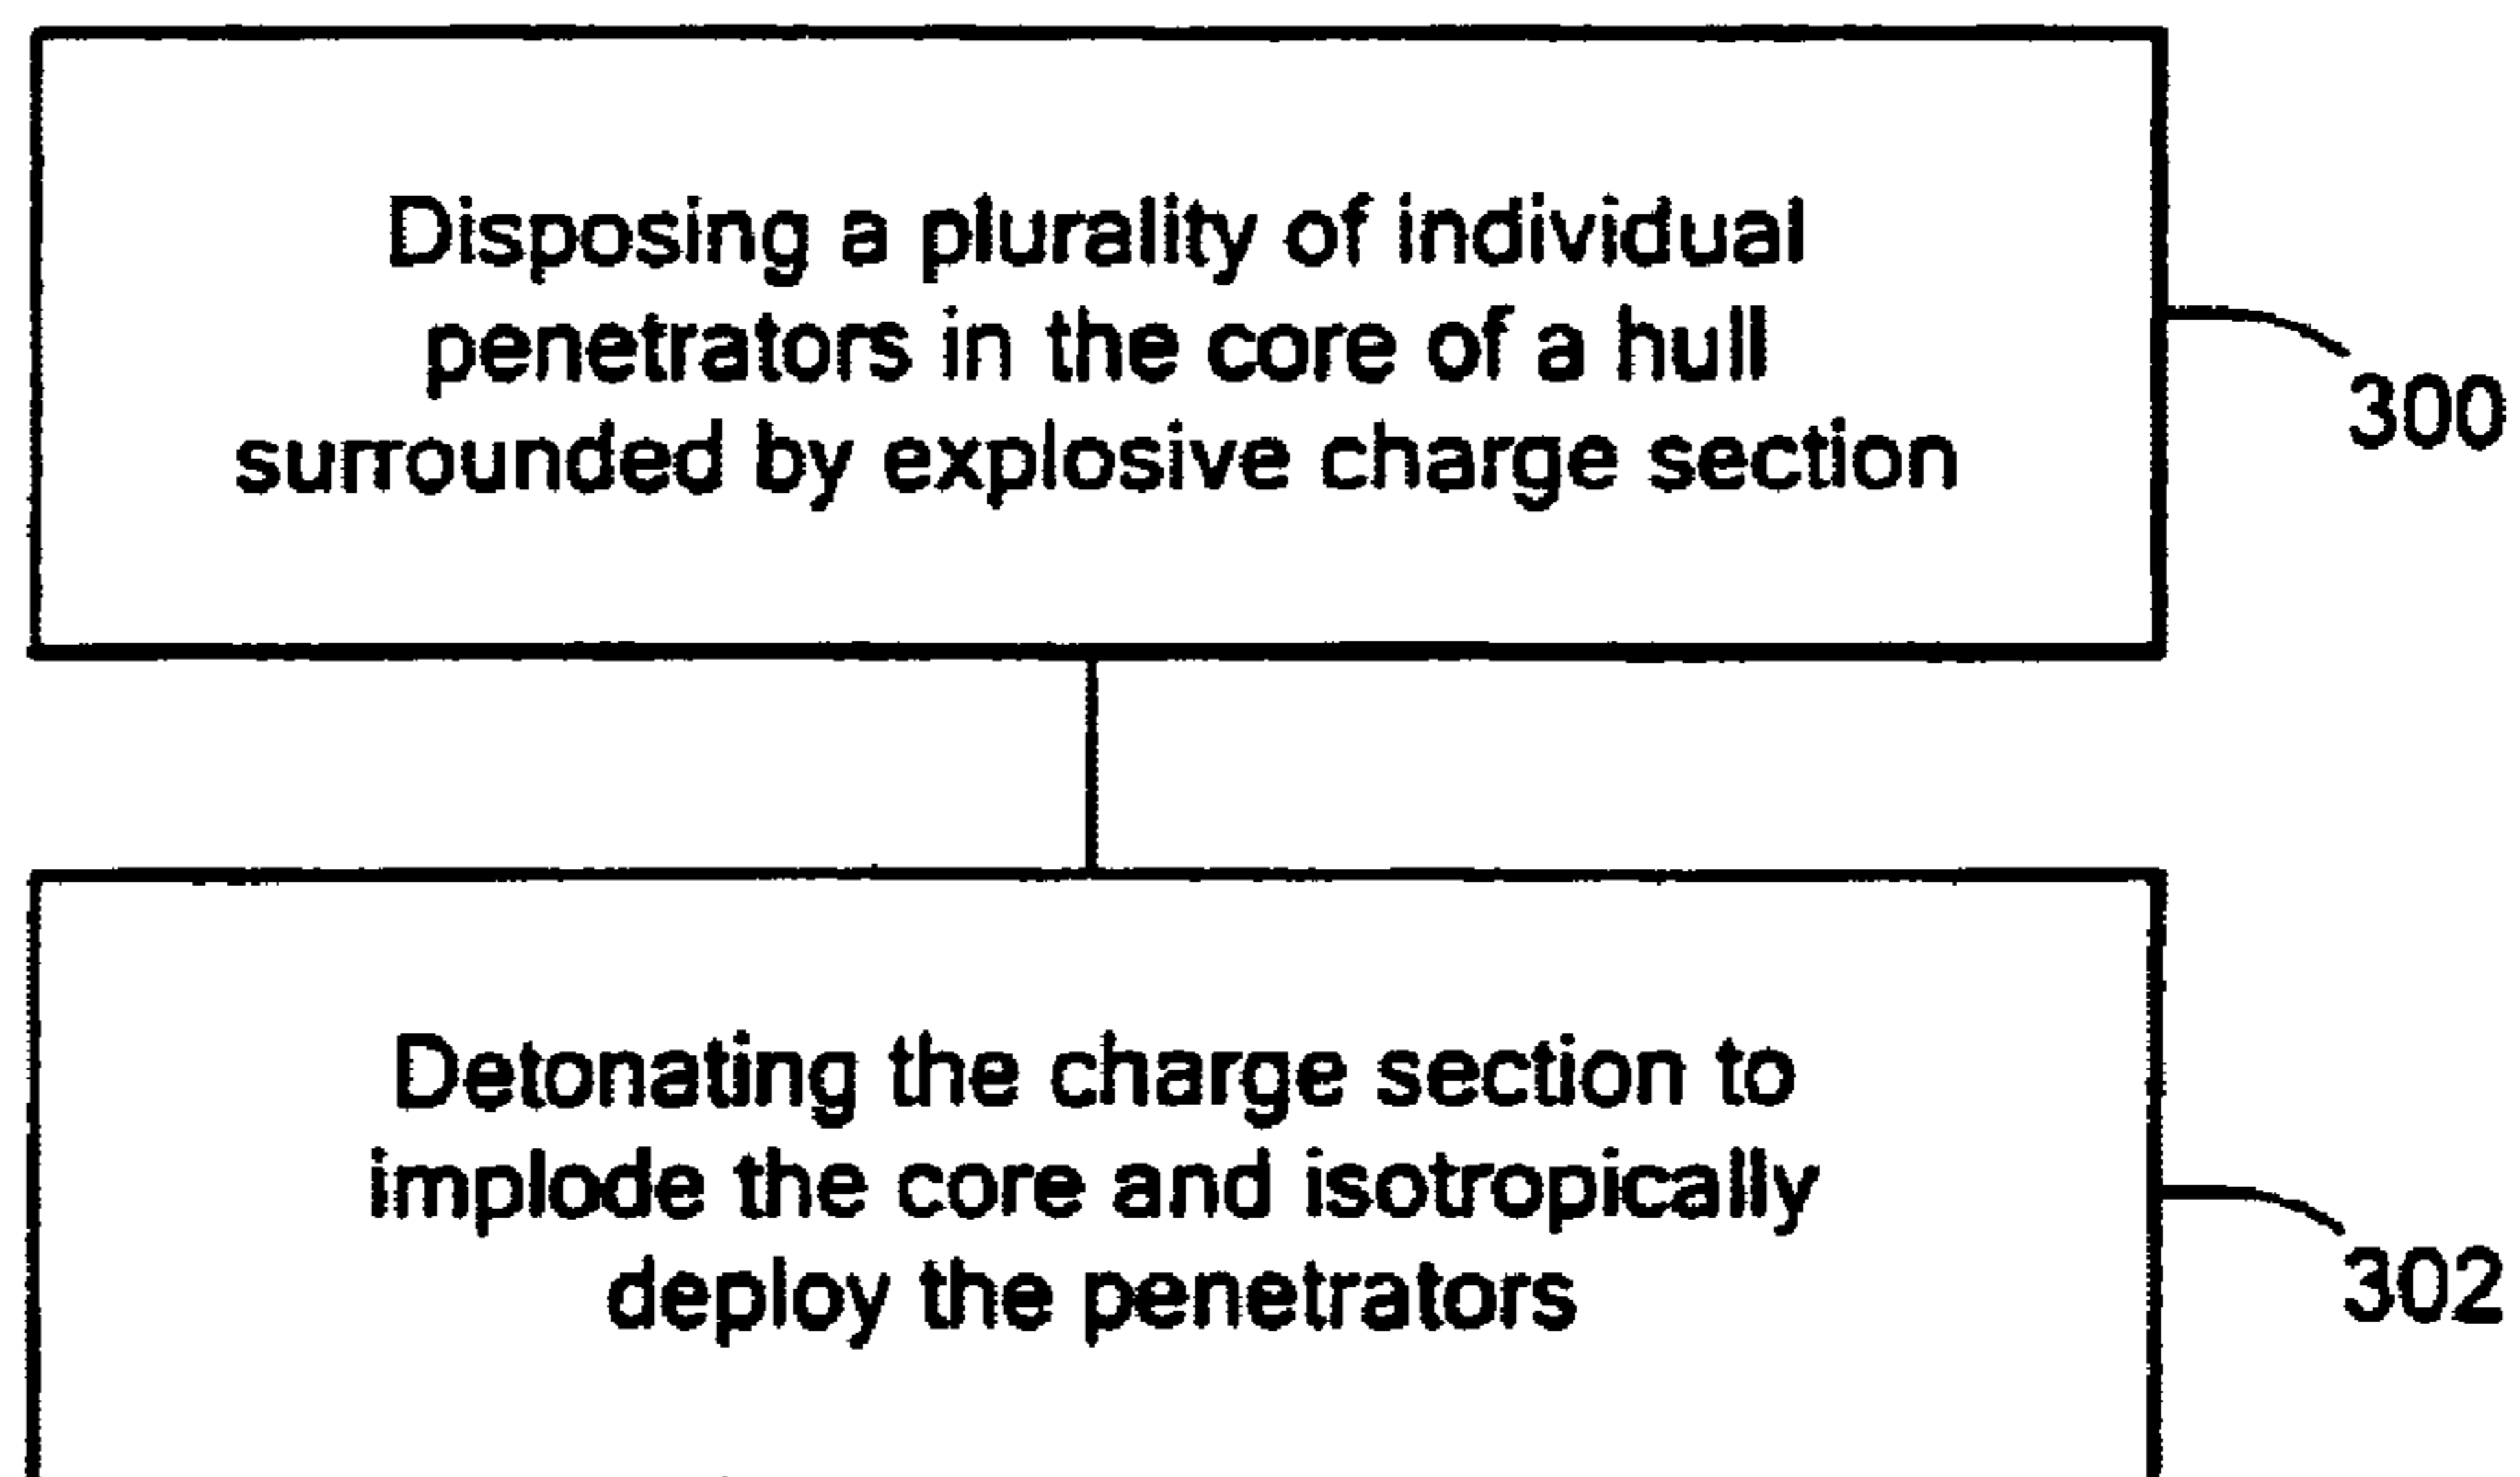 Disposing a plurality of individual
penetrators in the core of a hull
surrounded by explosive charge section
300
Detonating the charge section to
implode the core and isotropically
deploy the penetrators
302